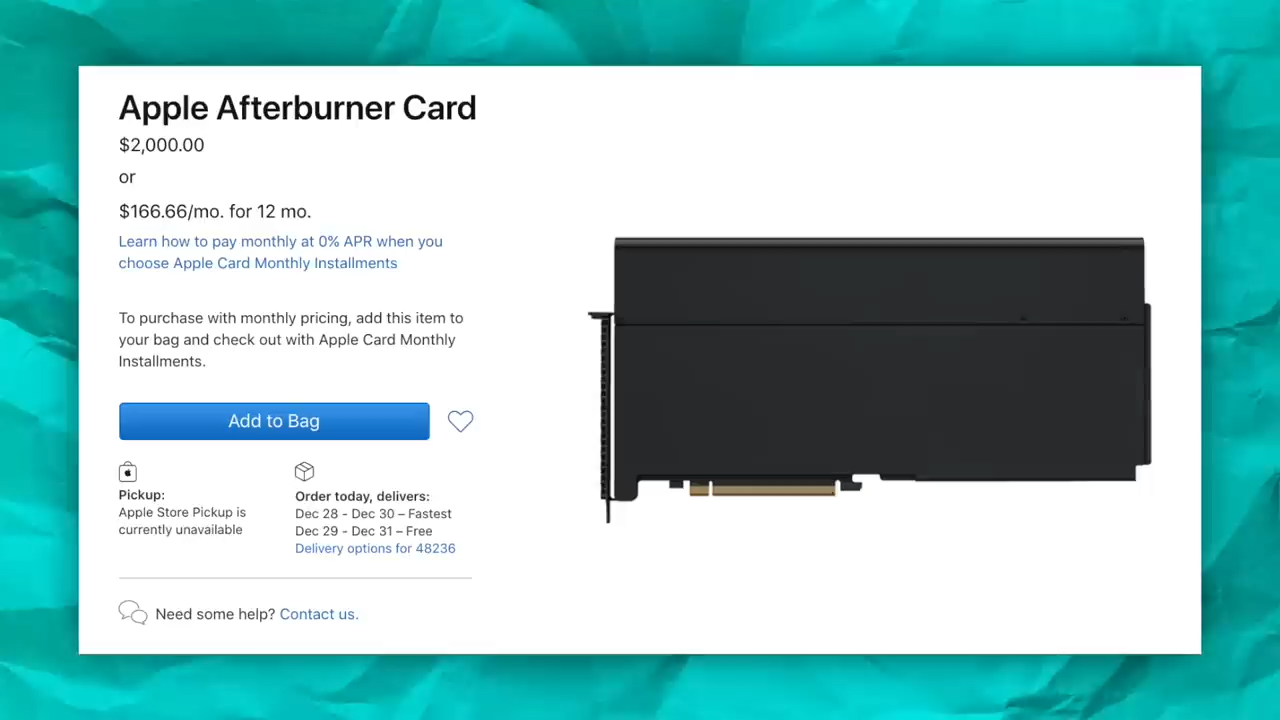 Apple Afterburner Card
$2,000.00
or
$166.66/mo. for 12 mo.
Learn how to pay monthly at 0% APR when you
choose Apple Card Monthly Installments
To purchase with monthly pricing, add this item to
your bag and check out with Apple Card Monthly
Installments.
Add to Bag
Pickup:
Apple Store Pickup is
currently unavailable
Order today, delivers:
Dec 28 - Dec 30 – Fastest
Dec 29 - Dec 31 – Free
Delivery options for 48236
Need some help? Contact us.